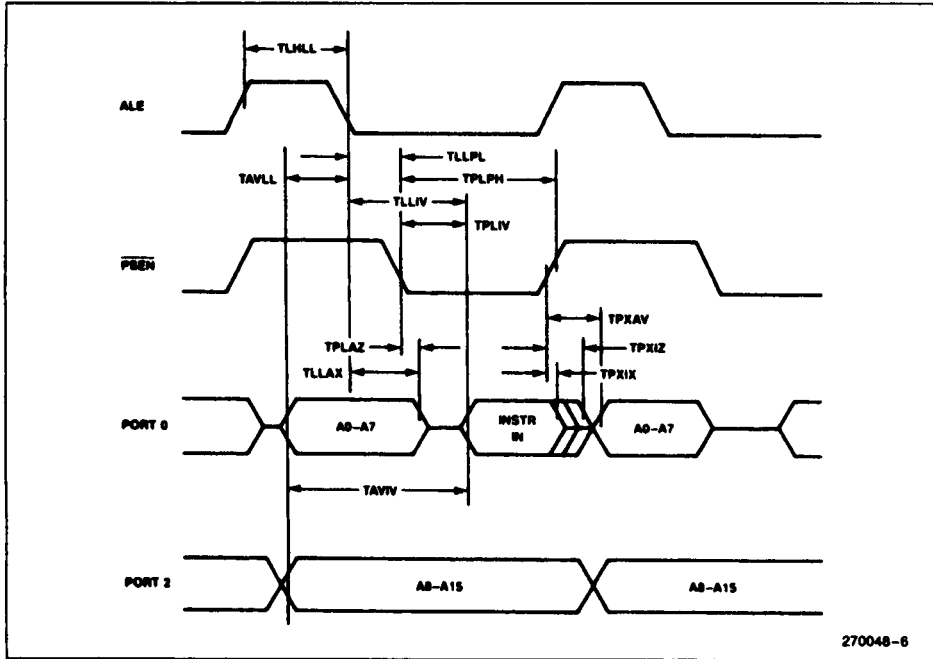 TLHLL
ALE
TLLPL
TAVLL
TPLPH
TLLIV
TPLIV
PSEN
TPXAV
TPLAZ
TPXIZ
TLLAX
TPXIX
PORT 0
A0-A7
INSTR
IN
A0-A7
TAVIV
PORT 2
A8-A15
A8-A15
270048-6